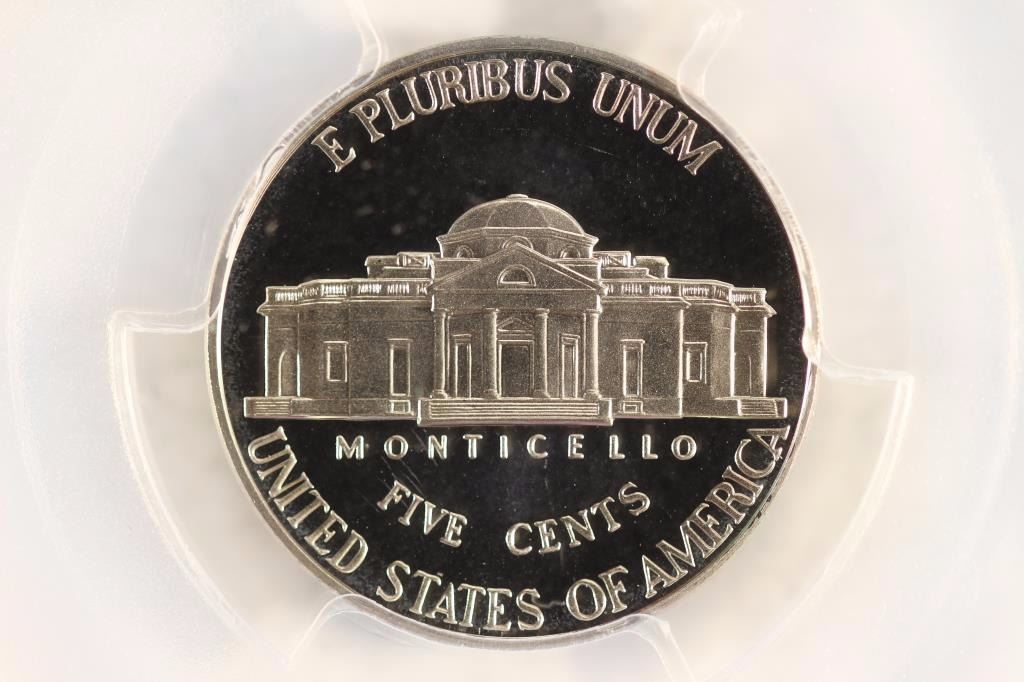 E PLURIBUS UNUM
MONTICELLO
FIVE CENTS
UNITED STATES OF AMERICA